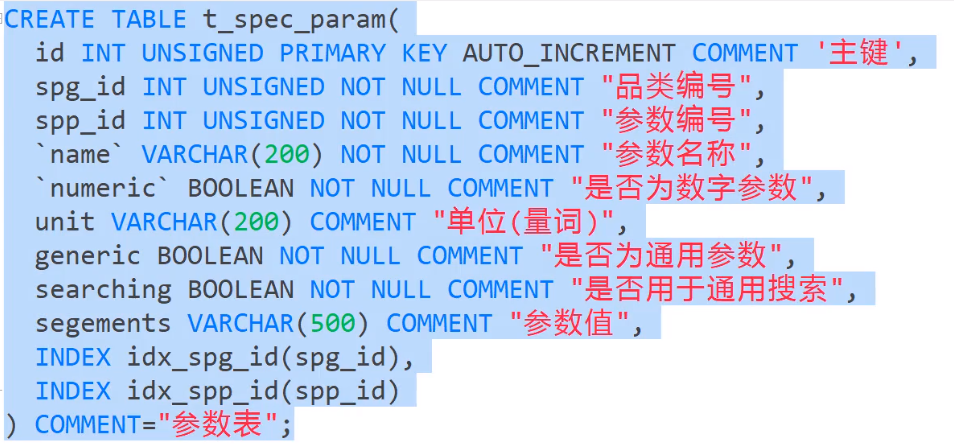 CREATE TABLE t_spec_param(
  id INT UNSIGNED PRIMARY KEY AUTO_INCREMENT COMMENT '主键',
  spg_id INT UNSIGNED NOT NULL COMMENT "品类编号",
  spp_id INT UNSIGNED NOT NULL COMMENT "参数编号",
  `name` VARCHAR(200) NOT NULL COMMENT "参数名称",
  `numeric` BOOLEAN NOT NULL COMMENT "是否为数字参数",
  unit VARCHAR(200) COMMENT "单位(量词)",
  generic BOOLEAN NOT NULL COMMENT "是否为通用参数",
  searching BOOLEAN NOT NULL COMMENT "是否用于通用搜索",
  segements VARCHAR(500) COMMENT "参数值",
  INDEX idx_spg_id(spg_id),
  INDEX idx_spp_id(spp_id)
) COMMENT="参数表";